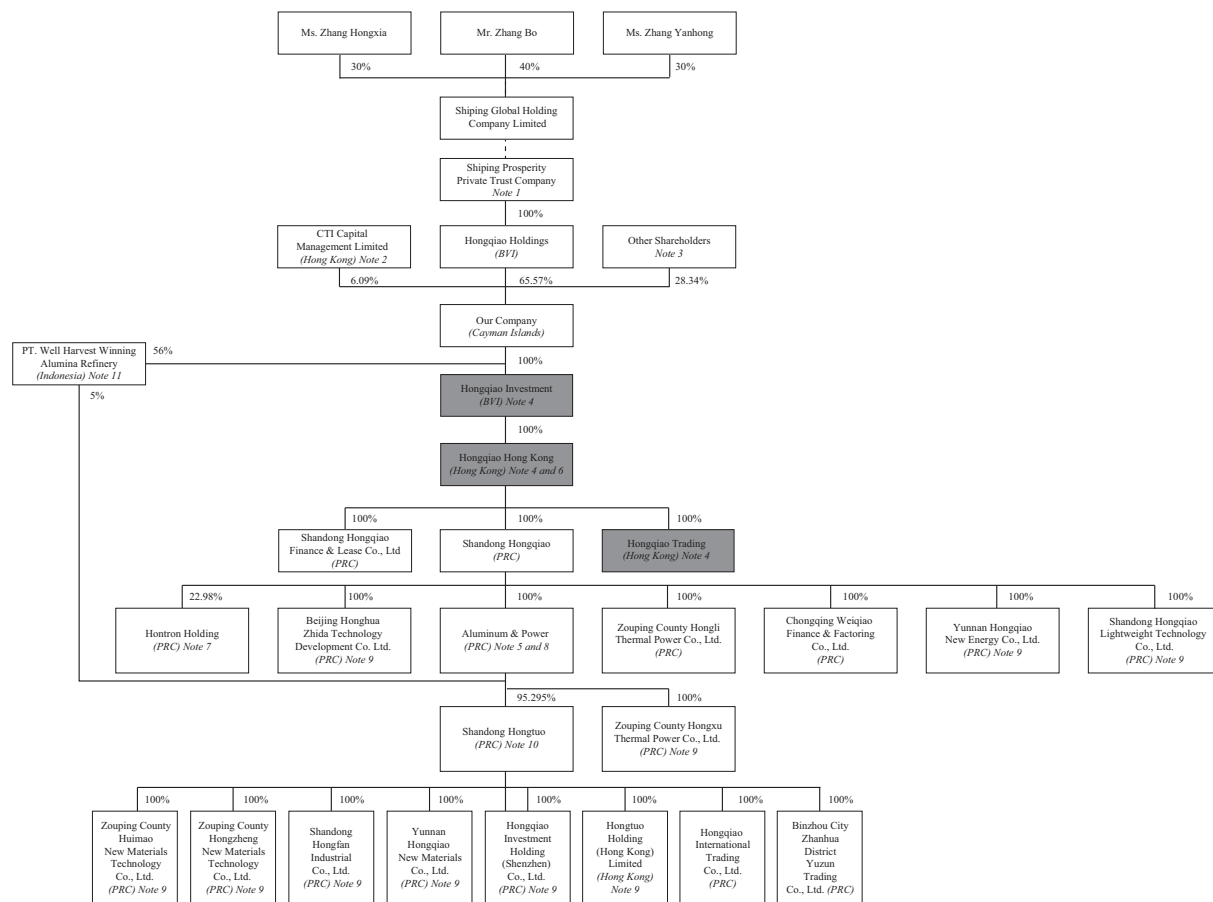 Ms. Zhang Hongxia
Mr. Zhang Bo
Ms. Zhang Yanhong
30%
40%
30%
Shiping Global Holding
Company Limited
Shiping Prosperity
Private Trust Company
Note 1
100%
CTI Capital
Management Limited
(Hong Kong) Note 2
Hongqiao Holdings
(BVI)
Other Shareholders
Note 3
6.09%
65.57%
28.34%
Our Company
(Cayman Islands)
PT. Well Harvest Winning
Alumina Refinery
(Indonesia) Note 11
56%
100%
5%
Hongqiao Investment
(BVI) Note 4
100%
Hongqiao Hong Kong
(Hong Kong) Note 4 and 6
100%
100%
100%
Shandong Hongqiao
Finance & Lease Co., Ltd
(PRC)
Shandong Hongqiao
(PRC)
Hongqiao Trading
(Hong Kong) Note 4
22.98%
100%
100%
100%
100%
100%
100%
Hontron Holding
(PRC) Note 7
Beijing Honghua
Zhida Technology
Development Co. Ltd.
(PRC) Note 9
Aluminum & Power
(PRC) Note 5 and 8
Zouping County Hongli
Thermal Power Co., Ltd.
(PRC)
Chongqing Weiqiao
Finance & Factoring
Co., Ltd.
(PRC)
Yunnan Hongqiao
New Energy Co., Ltd.
(PRC) Note 9
Shandong Hongqiao
Lightweight Technology
Co., Ltd.
(PRC) Note 9
95.295%
100%
Shandong Hongtuo
(PRC) Note 10
Zouping County Hongxu
Thermal Power Co., Ltd.
(PRC) Note 9
100%
100%
100%
100%
100%
100%
100%
100%
Zouping County
Huimao
New Materials
Technology
Co., Ltd.
(PRC) Note 9
Zouping County
Hongzheng New
Materials
Technology
Co., Ltd.
(PRC) Note 9
Shandong
Hongfan
Industrial
Co., Ltd.
(PRC) Note 9
Yunnan
Hongqiao
New Materials
Co., Ltd.
(PRC) Note 9
Hongqiao
Investment
Holding
(Shenzhen)
Co., Ltd.
(PRC) Note 9
Hongtuo
Holding
(Hong Kong)
Limited
(Hong Kong)
Note 9
Hongqiao
International
Trading
Co., Ltd.
(PRC)
Binzhou City
Zhanhua
District
Yuzun
Trading
Co., Ltd. (PRC)